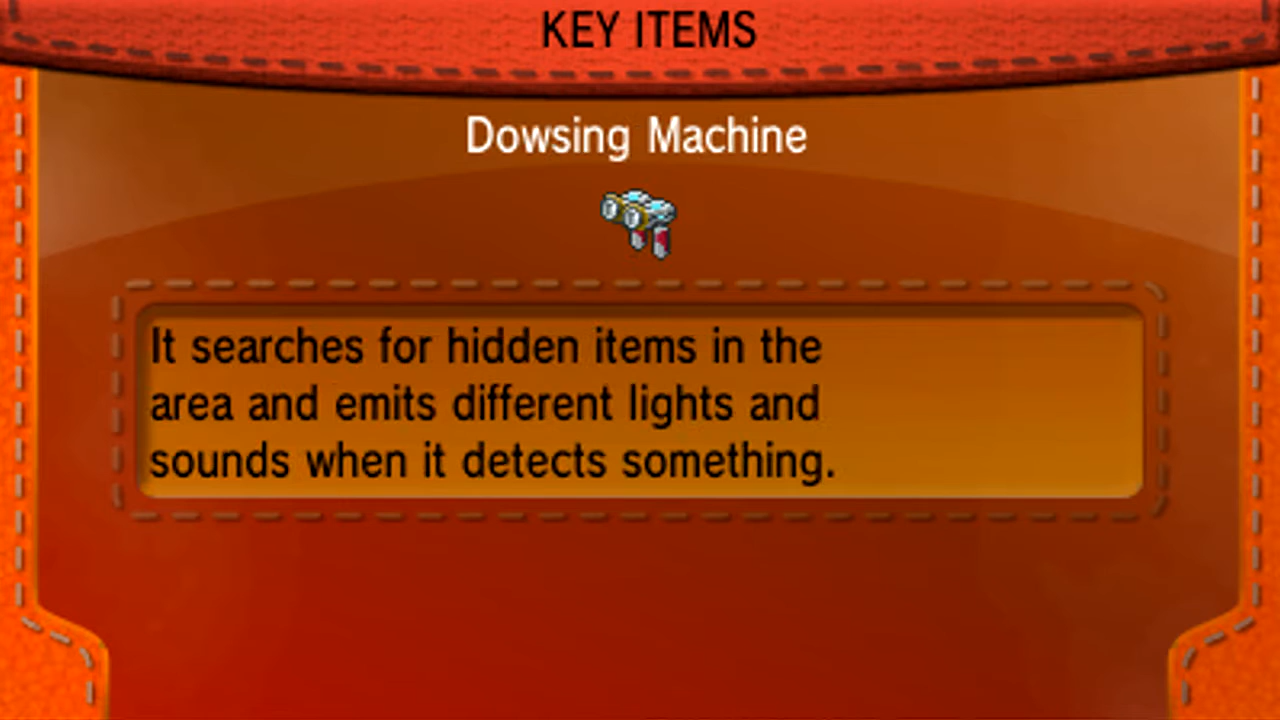 KEY ITEMS
Dowsing Machine
It searches for hidden items in the
area and emits different lights and
sounds when it detects something.